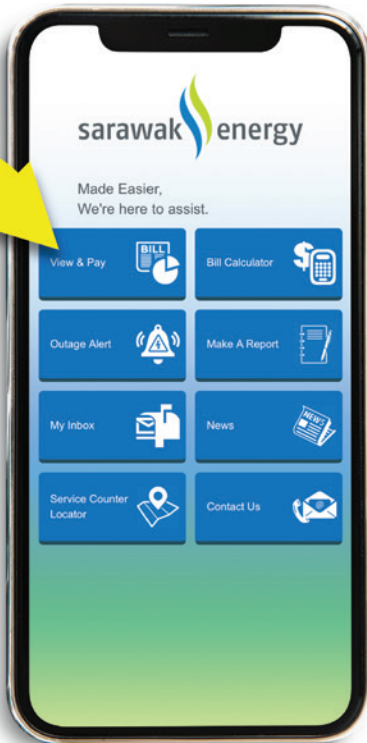 sarawak energy
Made Easier,
We're here to assist.
View & Pay
BILL
Bill Calculator
$
Outage Alert
Make A Report
My Inbox
News
NEWS
Service Counter
Locator
Contact Us